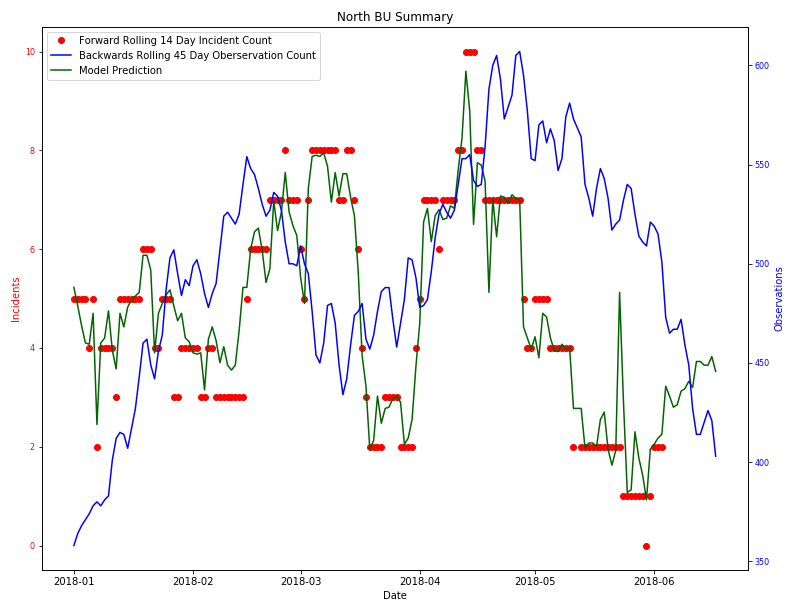 North BU Summary
Forward Rolling 14 Day Incident Count
Backwards Rolling 45 Day Oberservation Count
Model Prediction
Incidents
10
8
6
4
2
0
Observations
600
550
500
450
400
350
2018-01 2018-02 2018-03 2018-04 2018-05 2018-06
Date